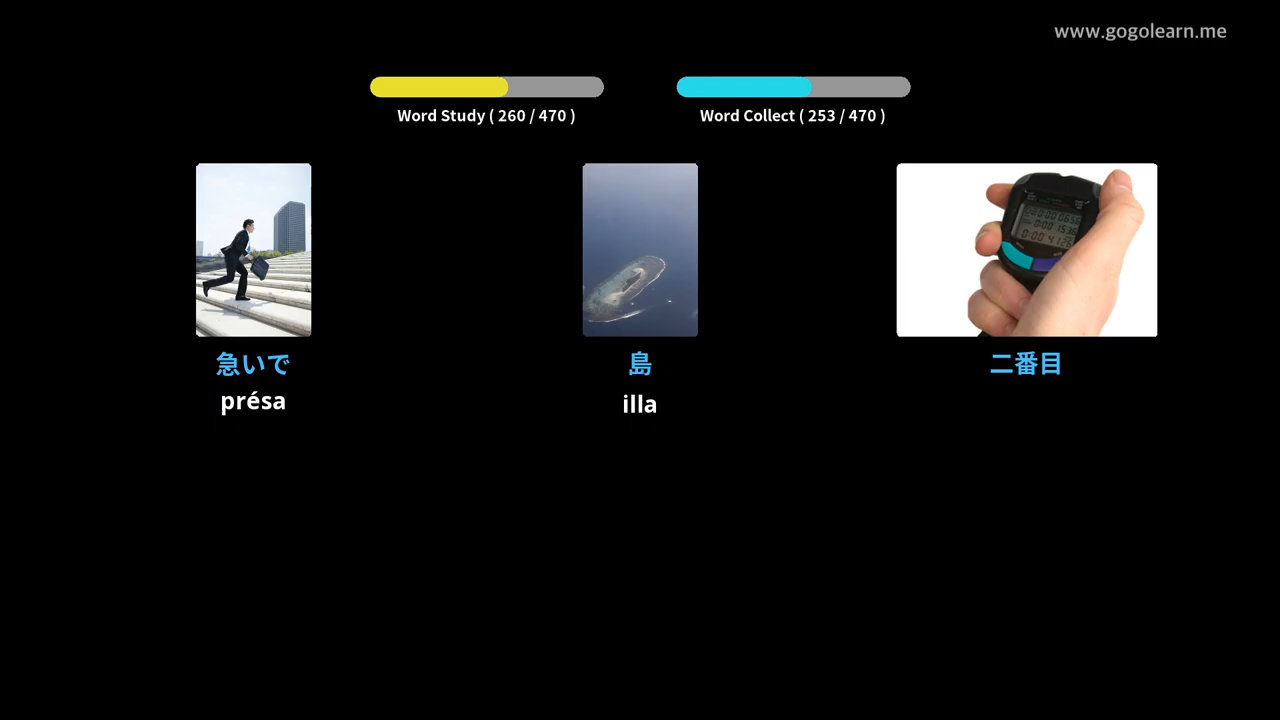 www.gogolearn.me
Word Study ( 260 / 470 )
Word Collect ( 253 / 470 )
急いで
présa
島
illa
二番目